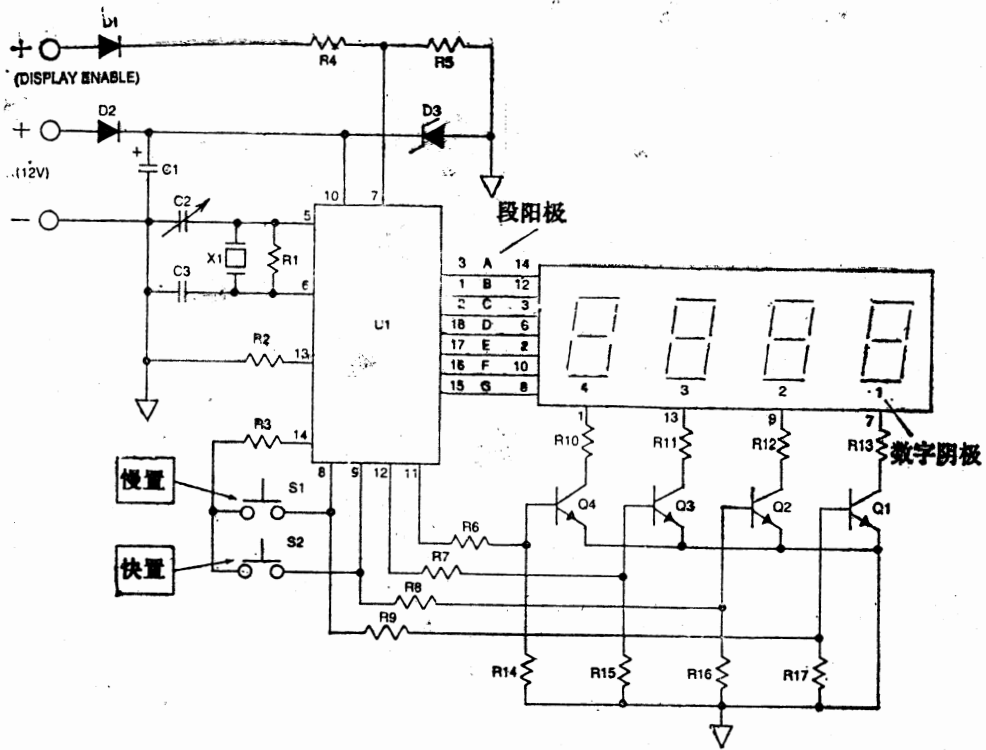 D1
+
R4
R5
(DISPLAY ENABLE)
+
D2
D3
+
C1
(12V)
10
7
−
C2
5
X1
R1
C3
6
U1
R2
13
R3
14
段阳极
3 A 14
1 B 12
2 C 3
18 D 6
17 E 2
16 F 10
15 G 8
4
3
2
1
1
13
9
7
R10
R11
R12
R13
数字阴极
8
9
12
11
慢置
S1
快置
S2
Q4
Q3
Q2
Q1
R6
R7
R8
R9
R14
R15
R16
R17